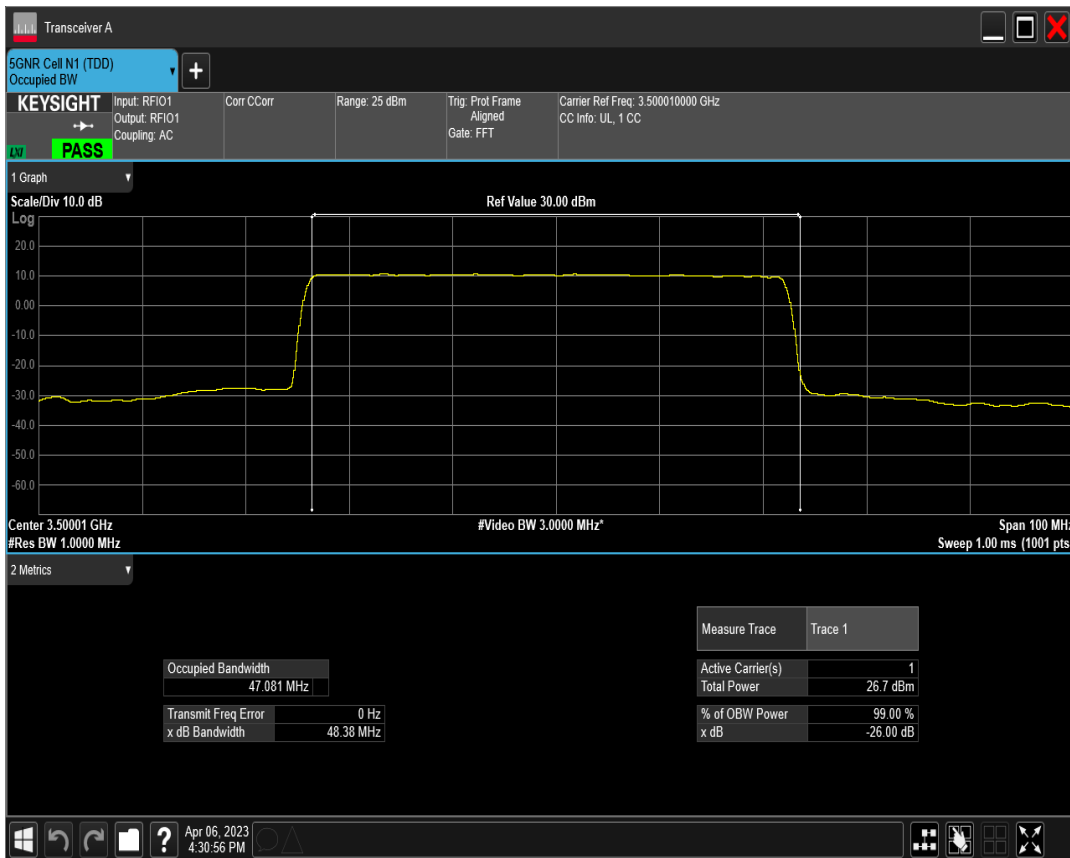 Transceiver A
5GNR Cell N1 (TDD)
Occupied BW
+
KEYSIGHT
LXI
PASS
Input: RFIO1
Output: RFIO1
Coupling: AC
Corr CCorr
Range: 25 dBm
Trig: Prot Frame
Aligned
Gate: FFT
Carrier Ref Freq: 3.500010000 GHz
CC Info: UL, 1 CC
1 Graph
Scale/Div 10.0 dB
Ref Value 30.00 dBm
Log
20.0
10.0
0.00
-10.0
-20.0
-30.0
-40.0
-50.0
-60.0
Center 3.50001 GHz
#Video BW 3.0000 MHz*
Span 100 MHz
#Res BW 1.0000 MHz
Sweep 1.00 ms (1001 pts
2 Metrics
Measure Trace Trace 1
Occupied Bandwidth
47.081 MHz
Active Carrier(s) 1
Total Power 26.7 dBm
Transmit Freq Error 0 Hz
x dB Bandwidth 48.38 MHz
% of OBW Power 99.00 %
x dB -26.00 dB
?
Apr 06, 2023
4:30:56 PM